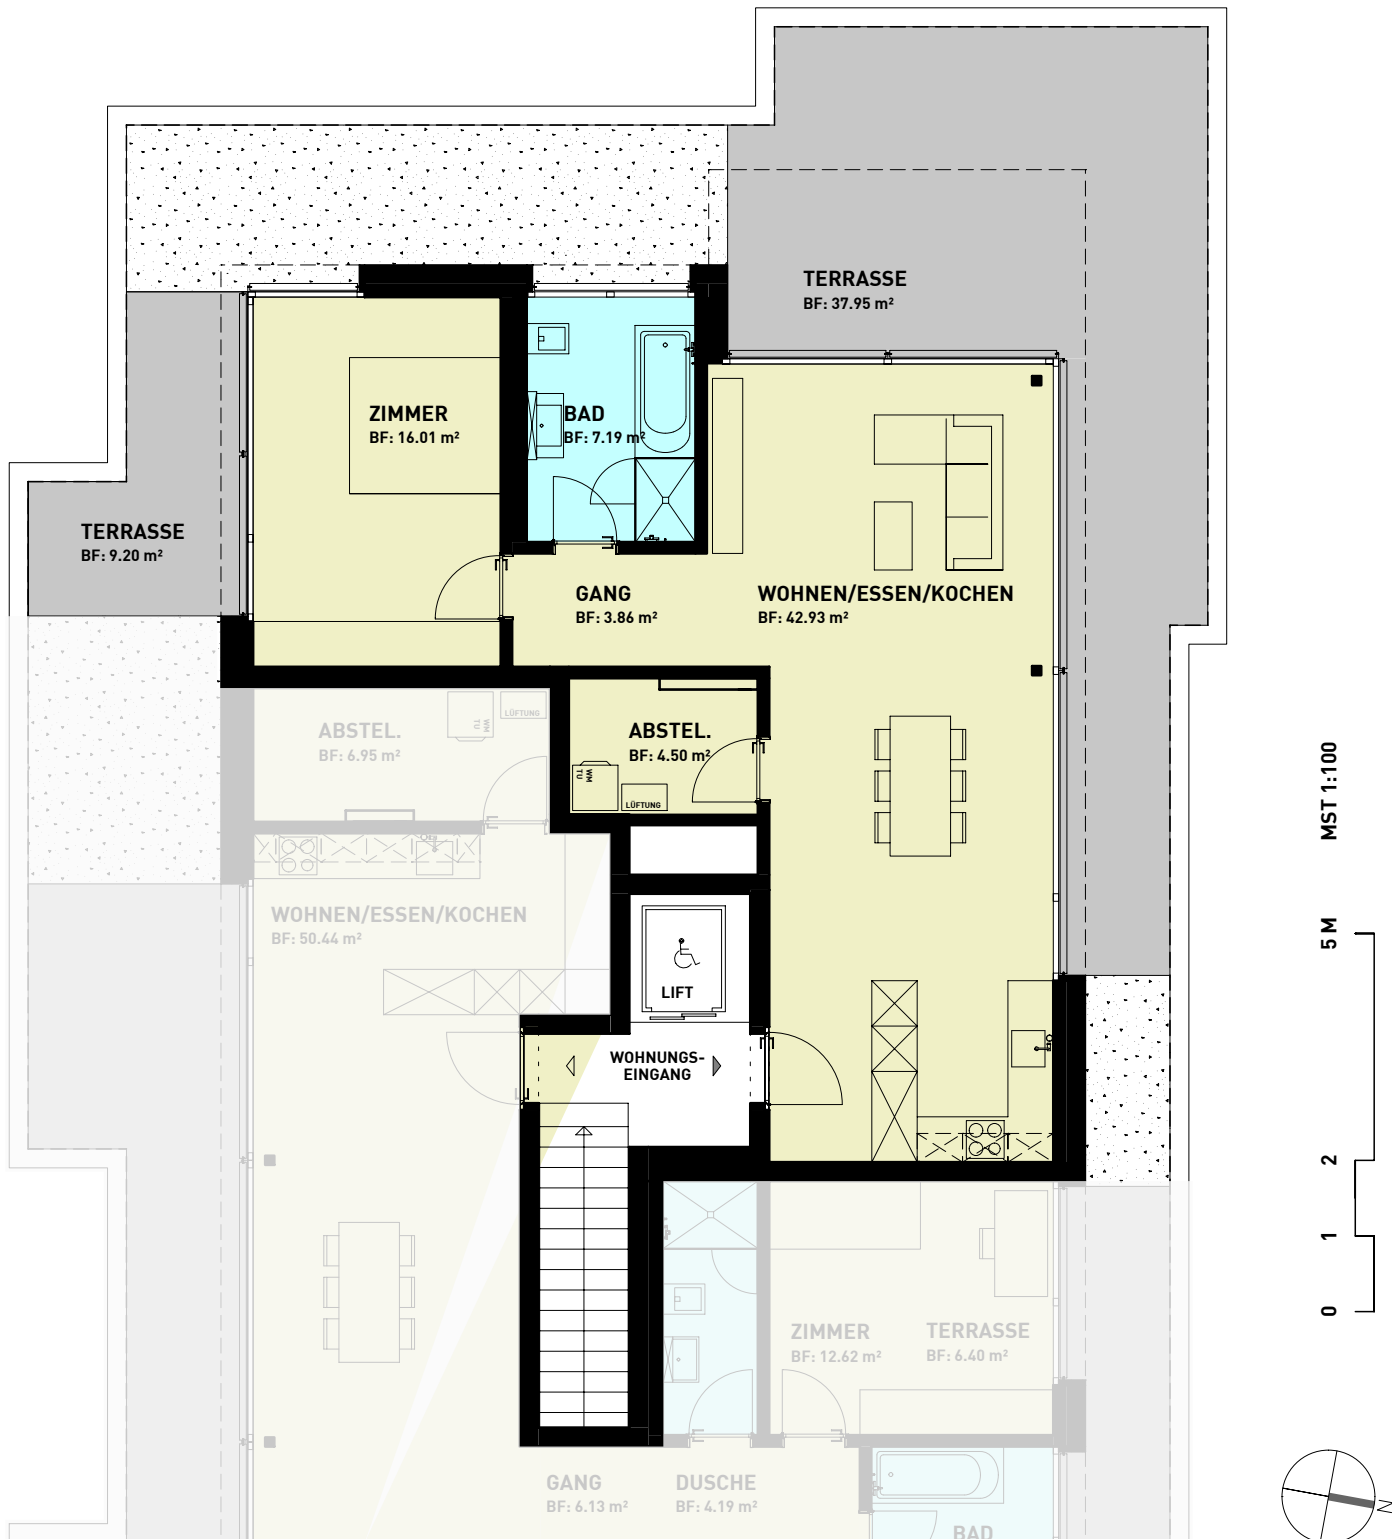 TERRASSE
BF: 37.95 m²
ZIMMER
BF: 16.01 m²
BAD
BF: 7.19 m²
TERRASSE
BF: 9.20 m²
GANG
BF: 3.86 m²
WOHNEN/ESSEN/KOCHEN
BF: 42.93 m²
ABSTEL.
BF: 6.95 m²
WM
TU
LÜFTUNG
ABSTEL.
BF: 4.50 m²
WM
TU
LÜFTUNG
MST 1:100
WOHNEN/ESSEN/KOCHEN
BF: 50.44 m²
5 M
LIFT
WOHNUNGS-
EINGANG
2
1
0
ZIMMER
BF: 12.62 m²
TERRASSE
BF: 6.40 m²
GANG
BF: 6.13 m²
DUSCHE
BF: 4.19 m²
BAD
N